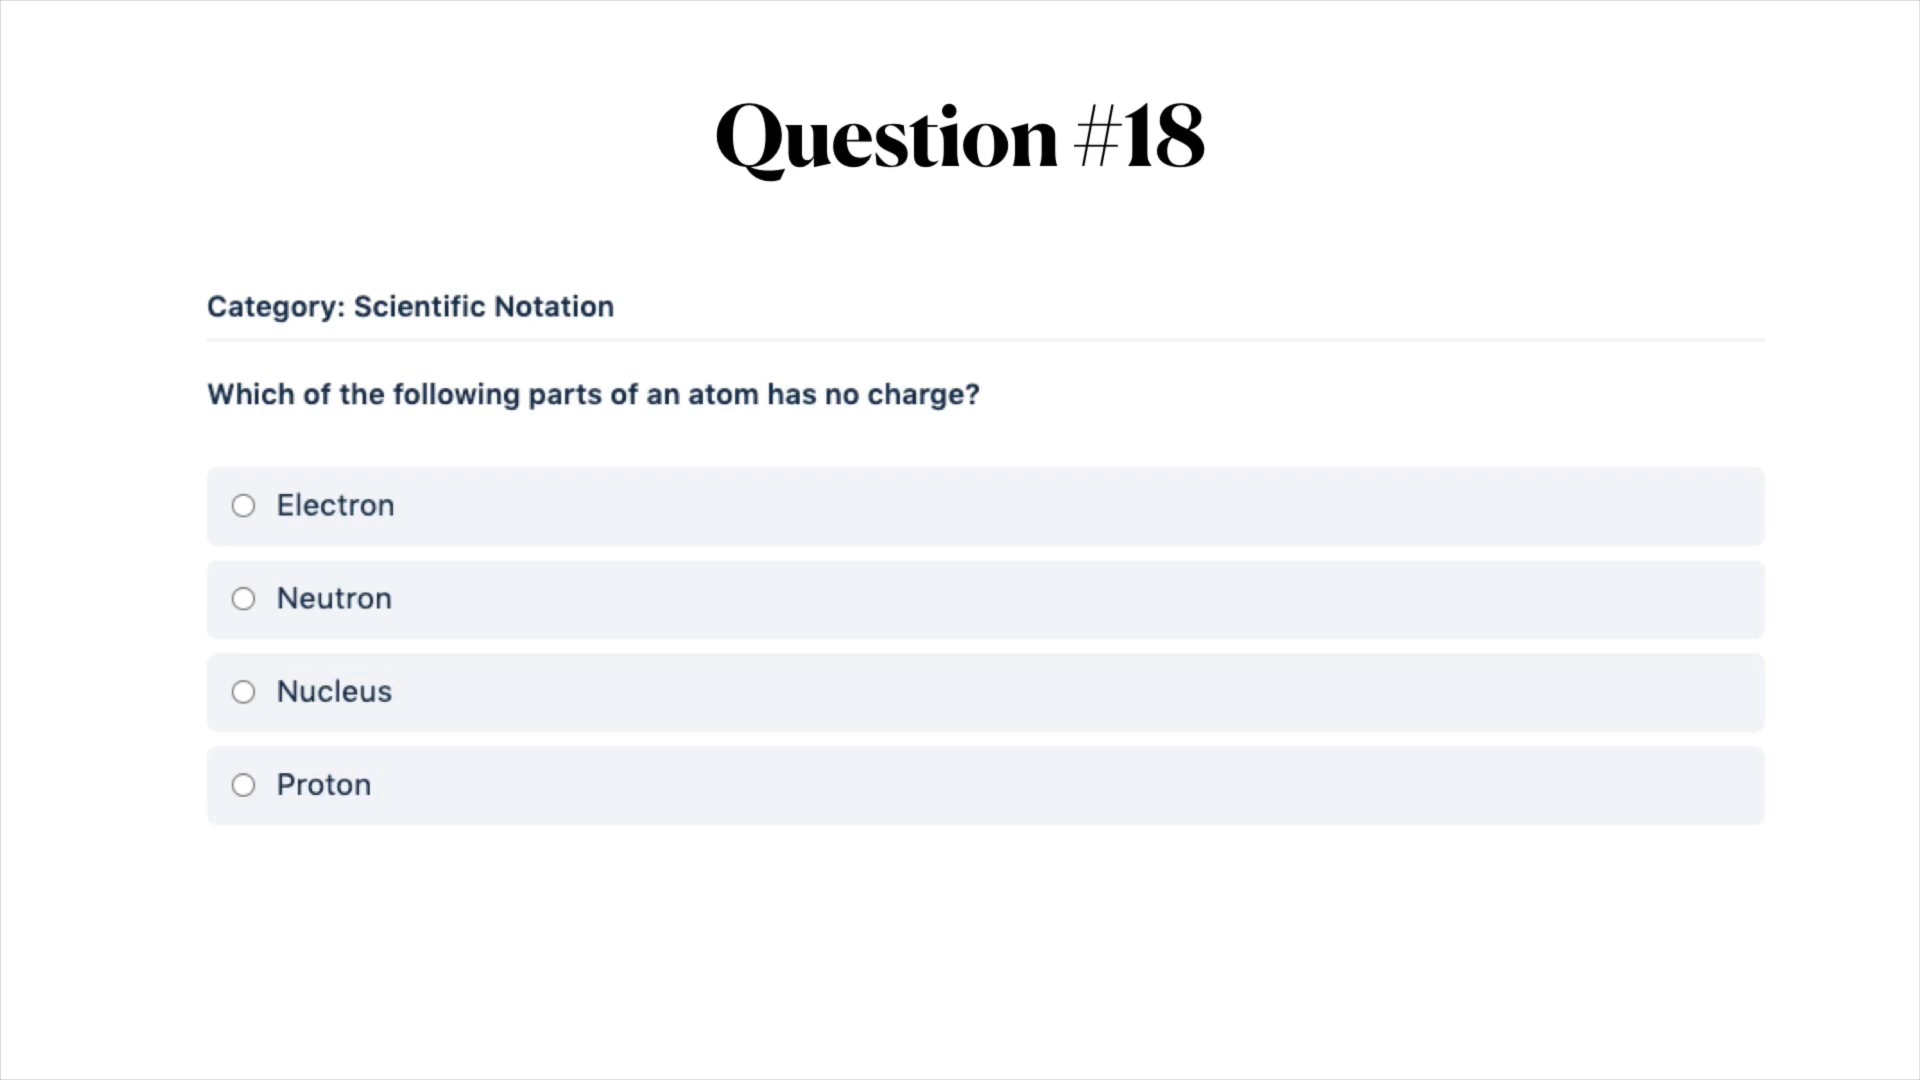 Question #18
Category: Scientific Notation
Which of the following parts of an atom has no charge?
Electron
Neutron
Nucleus
Proton